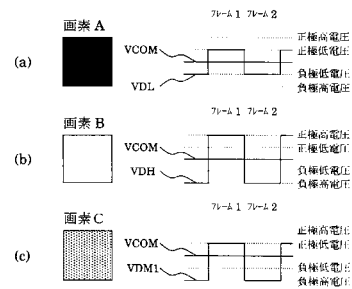 フレーム1 フレーム2
画素A
正極高電圧
VCOM
正極低電圧
(a)
負極低電圧
VDL
負極高電圧
フレーム1 フレーム2
画素B
正極高電圧
VCOM
正極低電圧
(b)
VDH
負極低電圧
負極高電圧
フレーム1 フレーム2
画素C
正極高電圧
VCOM
正極低電圧
(c)
VDM1
負極低電圧
負極高電圧